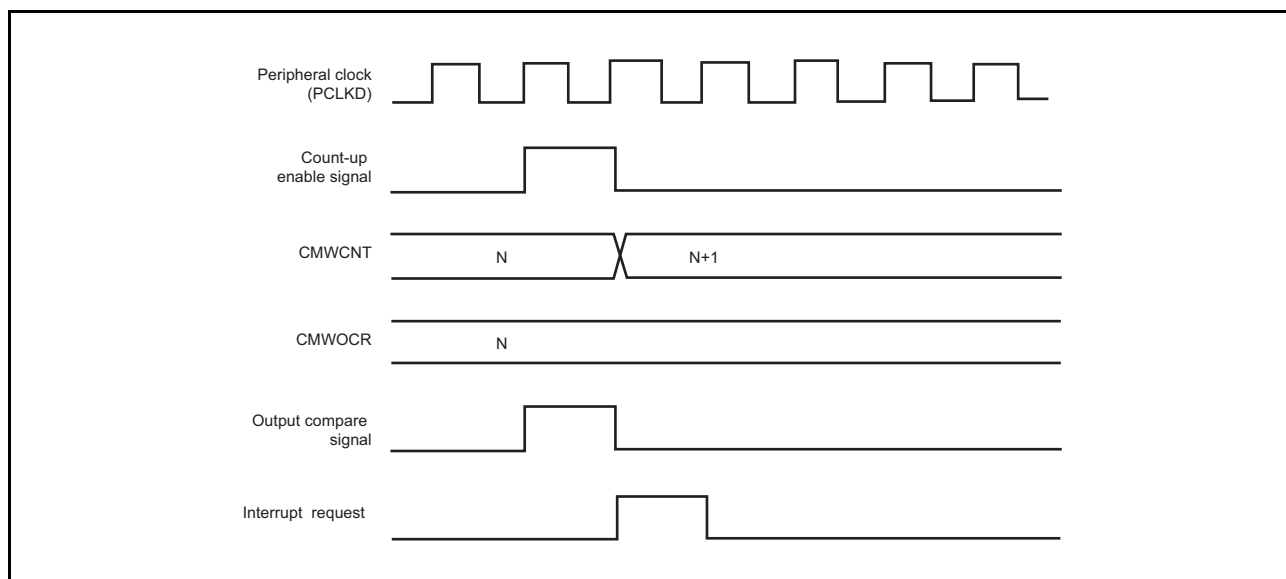 Peripheral clock
(PCLKD)
Count-up
enable signal
CMWCNT
N
N+1
CMWOCR
N
Output compare
signal
Interrupt request